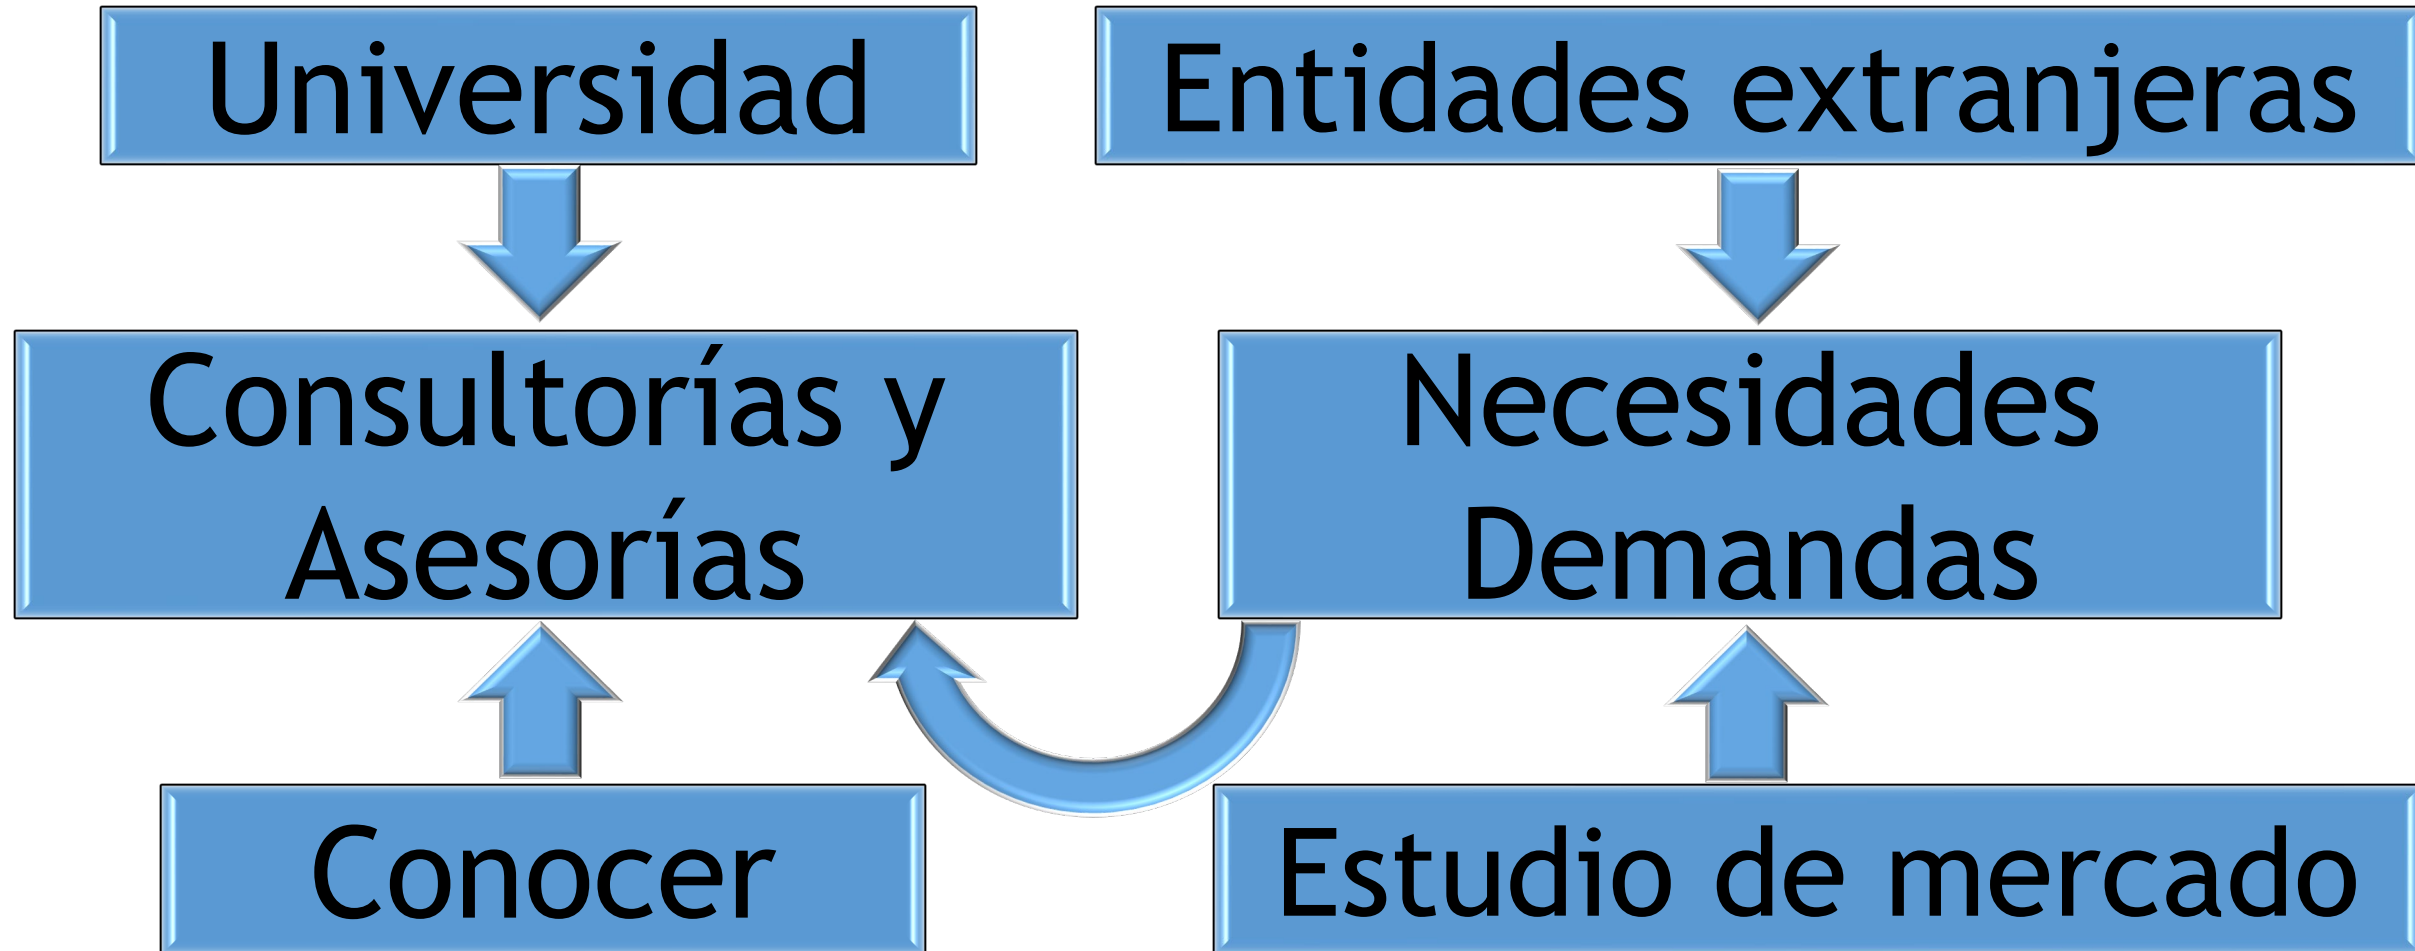 Universidad
Entidades extranjeras
Consultorías y
Asesorías
Necesidades
Demandas
Conocer
Estudio de mercado